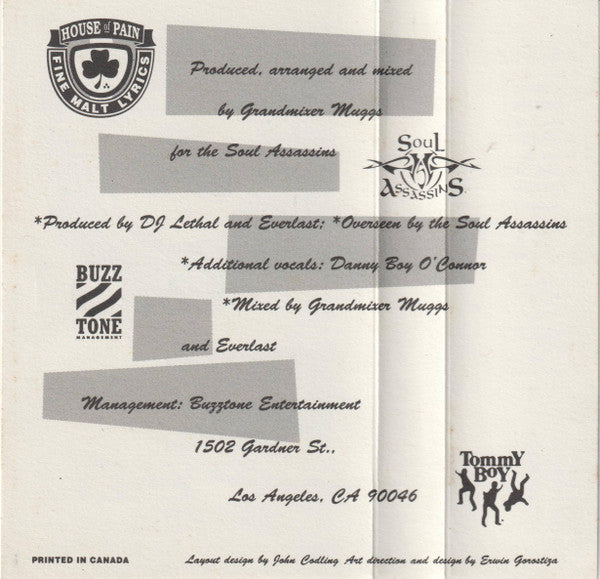 HOUSE of PAIN
FINE MALT LYRICS
Produced, arranged and mixed
by Grandmixer Muggs
for the Soul Assassins
SOUL
ASSASSINS
*Produced by DJ Lethal and Everlast; *Overseen by the Soul Assassins
*Additional vocals: Danny Boy O'Connor
BUZZ
TONE
MANAGEMENT
*Mixed by Grandmixer Muggs
and Everlast
Management: Buzztone Entertainment
1502 Gardner St.,
Los Angeles, CA 90046
Tommy
Boy
PRINTED IN CANADA
Layout design by John Codling Art direction and design by Erwin Gorostiza